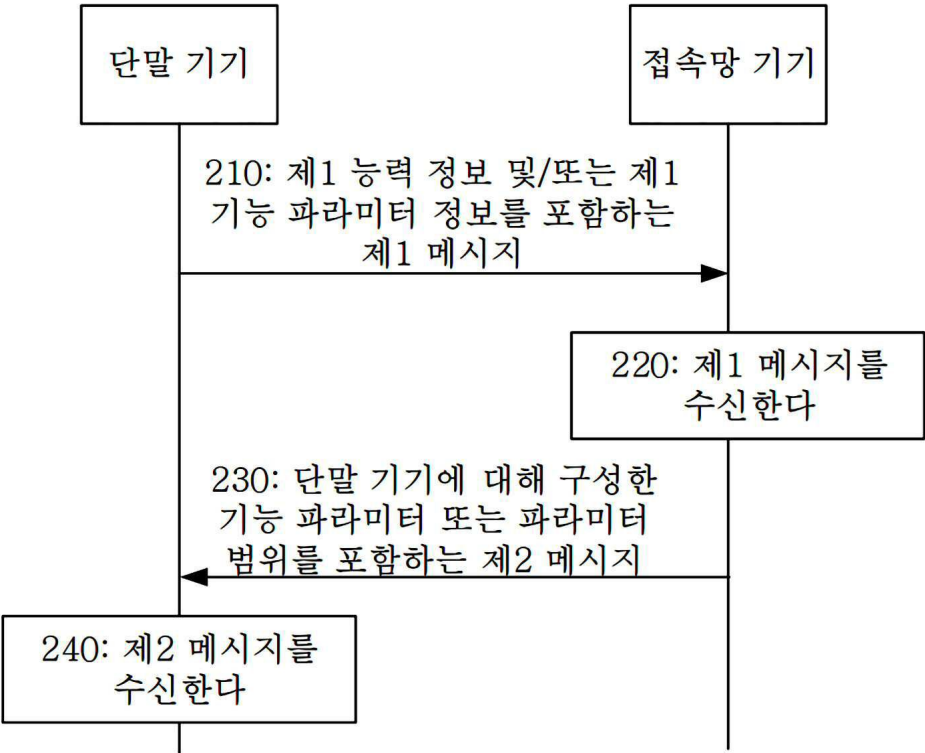 단말 기기
접속망 기기
210: 제1 능력 정보 및/또는 제1
기능 파라미터 정보를 포함하는
제1 메시지
220: 제1 메시지를
수신한다
230: 단말 기기에 대해 구성한
기능 파라미터 또는 파라미터
범위를 포함하는 제2 메시지
240: 제2 메시지를
수신한다